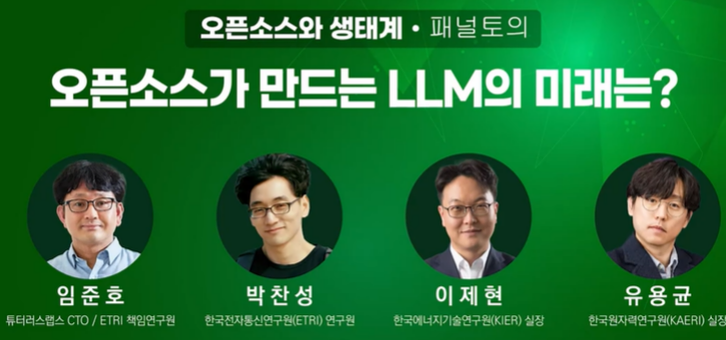 오픈소스와 생태계 • 패널토의
오픈소스가 만드는 LLM의 미래는?
임준호
튜터러스랩스 CTO / ETRI 책임연구원
박찬성
한국전자통신연구원(ETRI) 연구원
이제현
한국에너지기술연구원(KIER) 실장
유용균
한국원자력연구원(KAERI) 실장